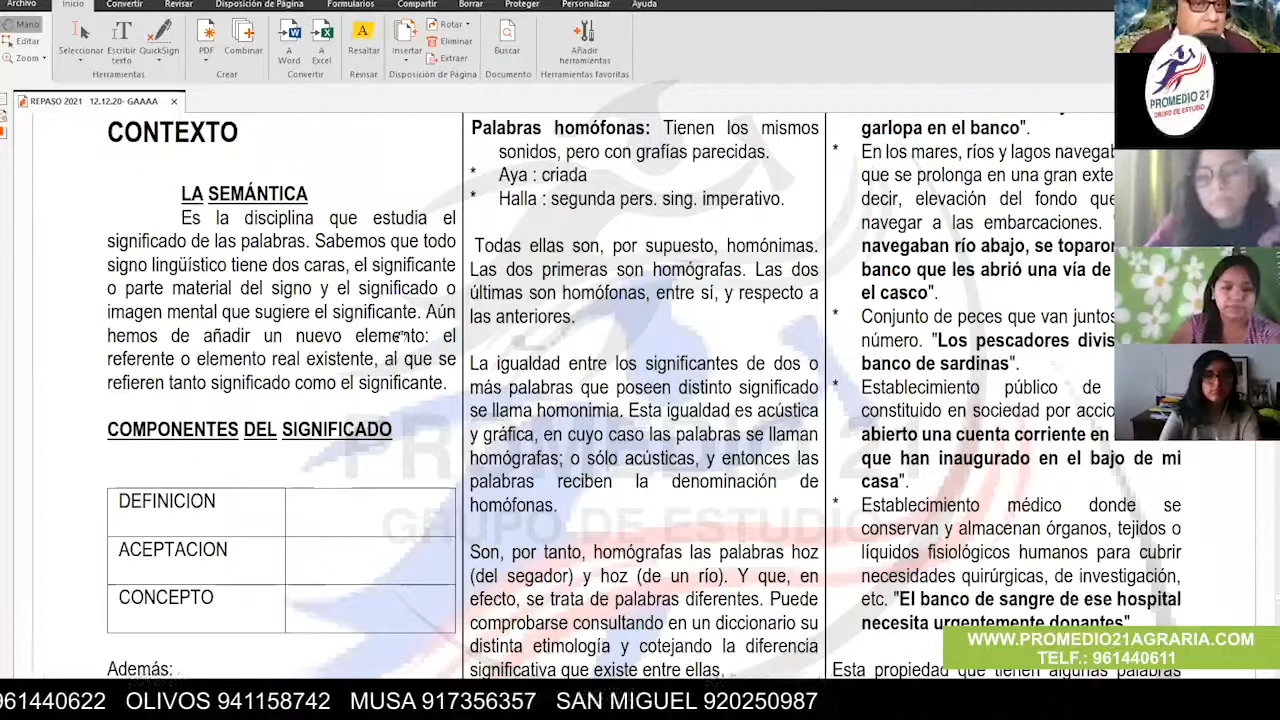 Archivo Inicio Convertir Revisar Disposición de Página Formularios Compartir Borrar Proteger Personalizar Ayuda
Mano
Editar
Zoom
Seleccionar
Escribir texto
QuickSign
Herramientas
PDF
Combinar
Crear
A Word
A Excel
Convertir
Resaltar
Revisar
Insertar
Rotar
Eliminar
Extraer
Disposición de Página
Buscar
Documento
Añadir herramientas
Herramientas favoritas
REPASO 2021 12.12.20- GAAAA
CONTEXTO
LA SEMÁNTICA
Es la disciplina que estudia el
significado de las palabras. Sabemos que todo
signo lingüístico tiene dos caras, el significante
o parte material del signo y el significado o
imagen mental que sugiere el significante. Aún
hemos de añadir un nuevo elemento: el
referente o elemento real existente, al que se
refieren tanto significado como el significante.
COMPONENTES DEL SIGNIFICADO
DEFINICION
ACEPTACION
CONCEPTO
Además:
Palabras homófonas: Tienen los mismos
sonidos, pero con grafías parecidas.
* Aya : criada
* Halla : segunda pers. sing. imperativo.
Todas ellas son, por supuesto, homónimas.
Las dos primeras son homógrafas. Las dos
últimas son homófonas, entre sí, y respecto a
las anteriores.
La igualdad entre los significantes de dos o
más palabras que poseen distinto significado
se llama homonimia. Esta igualdad es acústica
y gráfica, en cuyo caso las palabras se llaman
homógrafas; o sólo acústicas, y entonces las
palabras reciben la denominación de
homófonas.
Son, por tanto, homógrafas las palabras hoz
(del segador) y hoz (de un río). Y que, en
efecto, se trata de palabras diferentes. Puede
comprobarse consultando en un diccionario su
distinta etimología y cotejando la diferencia
significativa que existe entre ellas.
garlopa en el banco".
* En los mares, ríos y lagos navegab
que se prolonga en una gran exte
decir, elevación del fondo que
navegar a las embarcaciones.
navegaban río abajo, se toparon
banco que les abrió una vía de
el casco".
* Conjunto de peces que van juntos
número. "Los pescadores divis
banco de sardinas".
* Establecimiento público de
constituido en sociedad por accio
abierto una cuenta corriente en
que han inaugurado en el bajo de mi
casa".
* Establecimiento médico donde se
conservan y almacenan órganos, tejidos o
líquidos fisiológicos humanos para cubrir
necesidades quirúrgicas, de investigación,
etc. "El banco de sangre de ese hospital
necesita urgentemente donantes"
Esta propiedad que tienen algunas palabras
PROMEDIO 21
GRUPO DE ESTUDIO
PROMEDIO 21
GRUPO DE ESTUDIO
WWW.PROMEDIO21AGRARIA.COM
TELF.: 961440611
961440622 OLIVOS 941158742 MUSA 917356357 SAN MIGUEL 920250987